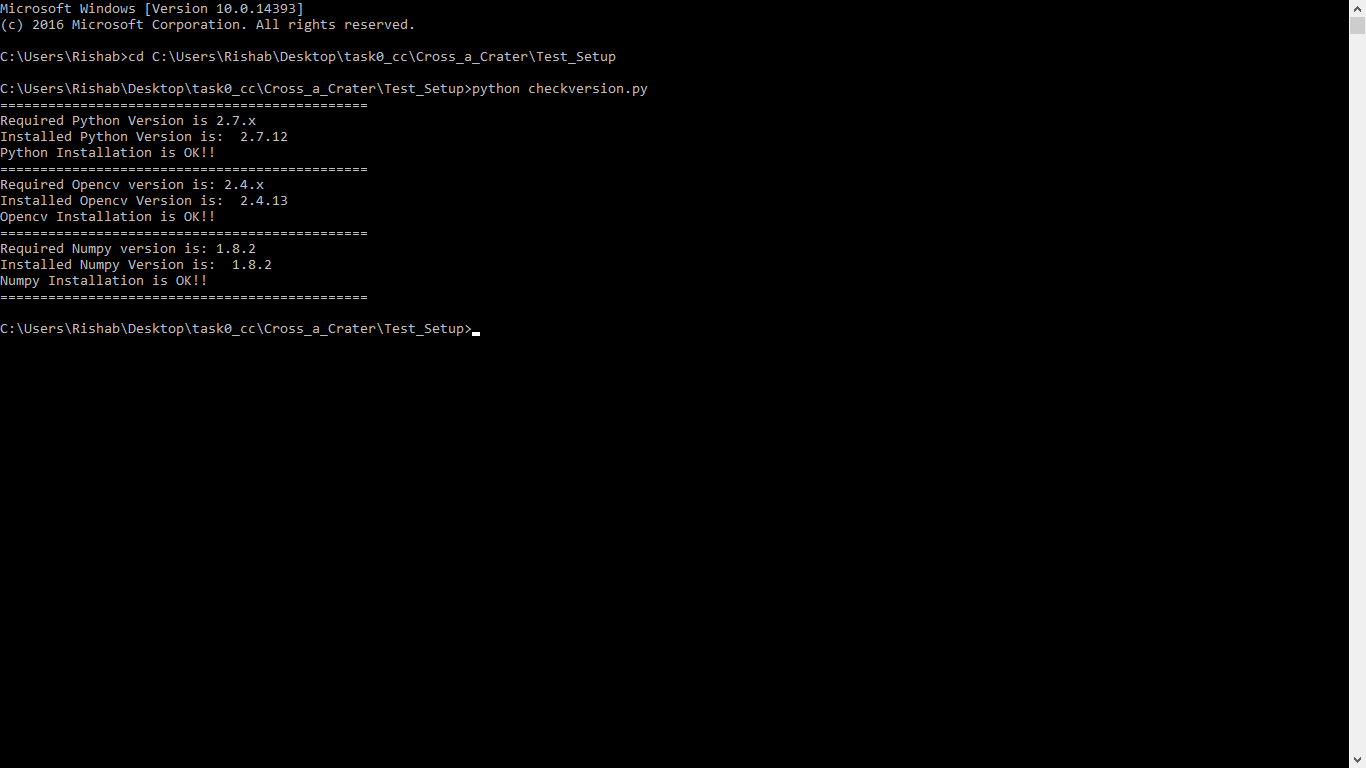 Microsoft Windows [Version 10.0.14393]
(c) 2016 Microsoft Corporation. All rights reserved.
C:\Users\Rishab>cd C:\Users\Rishab\Desktop\task0_cc\Cross_a_Crater\Test_Setup
C:\Users\Rishab\Desktop\task0_cc\Cross_a_Crater\Test_Setup>python checkversion.py
==============================================
Required Python Version is 2.7.x
Installed Python Version is:  2.7.12
Python Installation is OK!!
==============================================
Required Opencv version is: 2.4.x
Installed Opencv Version is:  2.4.13
Opencv Installation is OK!!
==============================================
Required Numpy version is: 1.8.2
Installed Numpy Version is:  1.8.2
Numpy Installation is OK!!
==============================================
C:\Users\Rishab\Desktop\task0_cc\Cross_a_Crater\Test_Setup>